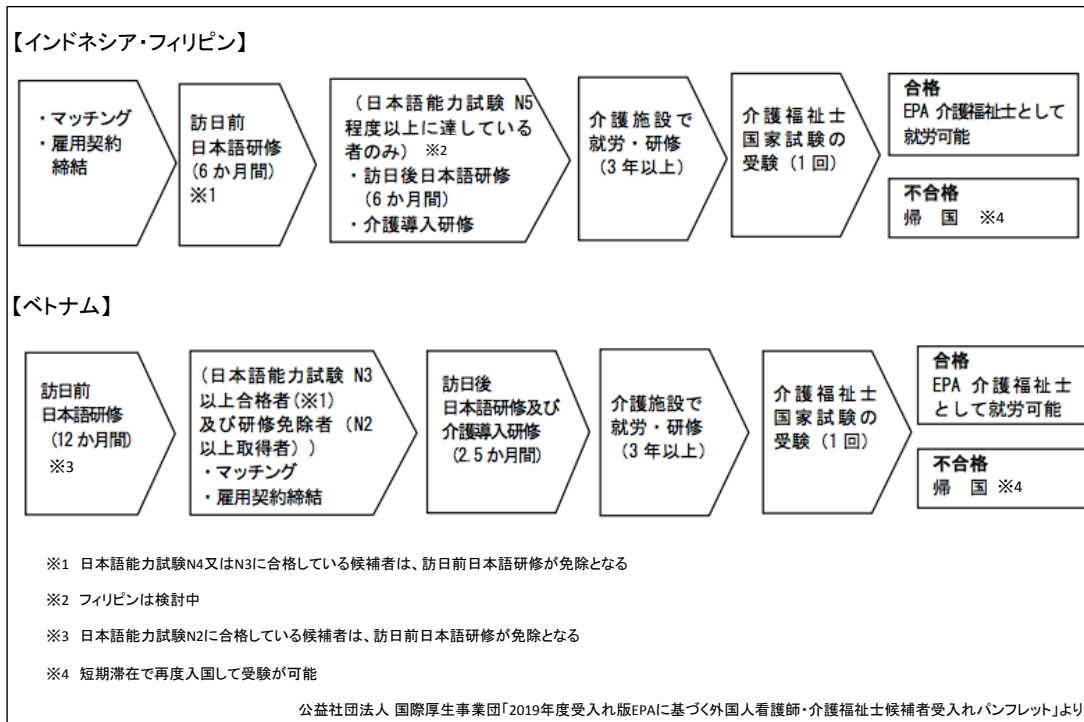 【インドネシア・フィリピン】
・マッチング
・雇用契約
締結
訪日前
日本語研修
(6か月間)
※1
(日本語能力試験 N5
程度以上に達している
者のみ) ※2
・訪日後日本語研修
(6か月間)
・介護導入研修
介護施設で
就労・研修
(3年以上)
介護福祉士
国家試験の
受験(1回)
合格
EPA 介護福祉士として
就労可能
不合格
帰 国 ※4
【ベトナム】
訪日前
日本語研修
(12か月間)
※3
(日本語能力試験 N3
以上合格者(※1)
及び研修免除者(N2
以上取得者))
・マッチング
・雇用契約締結
訪日後
日本語研修及び
介護導入研修
(2.5か月間)
介護施設で
就労・研修
(3年以上)
介護福祉士
国家試験の
受験(1回)
合格
EPA 介護福祉士
として就労可能
不合格
帰 国 ※4
※1 日本語能力試験N4又はN3に合格している候補者は、訪日前日本語研修が免除となる
※2 フィリピンは検討中
※3 日本語能力試験N2に合格している候補者は、訪日前日本語研修が免除となる
※4 短期滞在で再度入国して受験が可能
公益社団法人 国際厚生事業団「2019年度受入れ版EPAに基づく外国人看護師・介護福祉士候補者受入れパンフレット」より